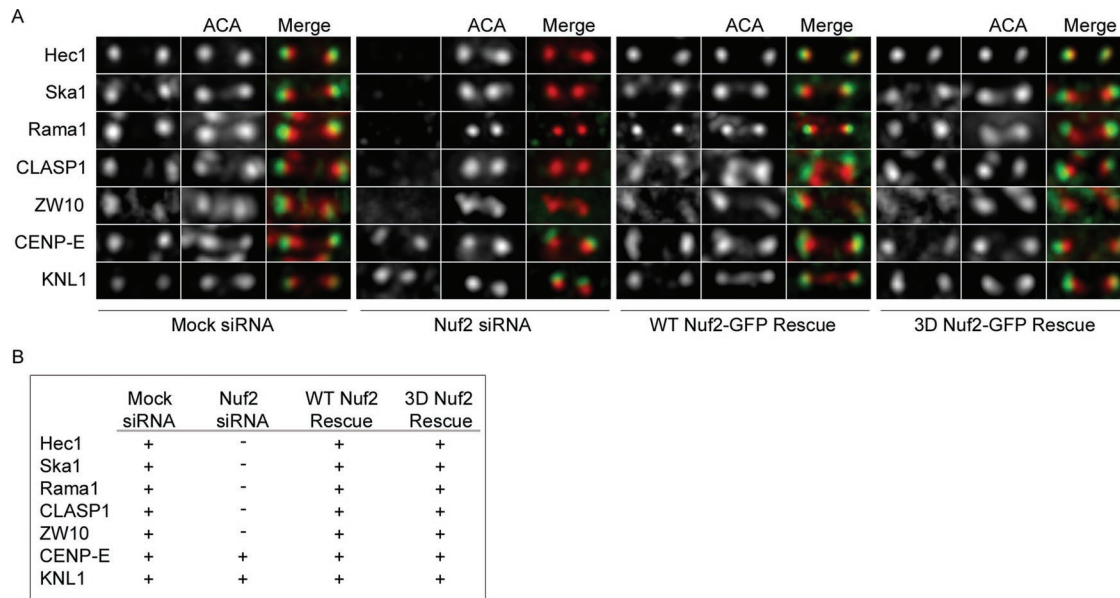 A
ACA Merge ACA Merge ACA Merge ACA Merge
Hec1
Ska1
Rama1
CLASP1
ZW10
CENP-E
KNL1
Mock siRNA Nuf2 siRNA WT Nuf2-GFP Rescue 3D Nuf2-GFP Rescue
B
Mock Nuf2 WT Nuf2 3D Nuf2
siRNA siRNA Rescue Rescue
Hec1 + - + +
Ska1 + - + +
Rama1 + - + +
CLASP1 + - + +
ZW10 + - + +
CENP-E + + + +
KNL1 + + + +